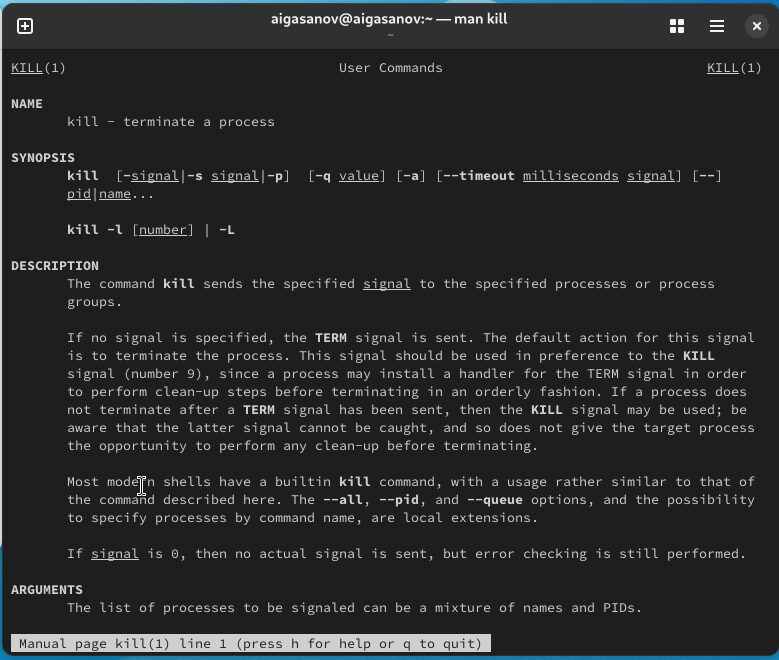 aigasanov@aigasanov:~ — man kill
~
KILL(1) User Commands KILL(1)
NAME
kill - terminate a process
SYNOPSIS
kill [-signal|-s signal|-p] [-q value] [-a] [--timeout milliseconds signal] [--]
pid|name...
kill -l [number] | -L
DESCRIPTION
The command kill sends the specified signal to the specified processes or process
groups.
If no signal is specified, the TERM signal is sent. The default action for this signal
is to terminate the process. This signal should be used in preference to the KILL
signal (number 9), since a process may install a handler for the TERM signal in order
to perform clean-up steps before terminating in an orderly fashion. If a process does
not terminate after a TERM signal has been sent, then the KILL signal may be used; be
aware that the latter signal cannot be caught, and so does not give the target process
the opportunity to perform any clean-up before terminating.
Most modern shells have a builtin kill command, with a usage rather similar to that of
the command described here. The --all, --pid, and --queue options, and the possibility
to specify processes by command name, are local extensions.
If signal is 0, then no actual signal is sent, but error checking is still performed.
ARGUMENTS
The list of processes to be signaled can be a mixture of names and PIDs.
Manual page kill(1) line 1 (press h for help or q to quit)